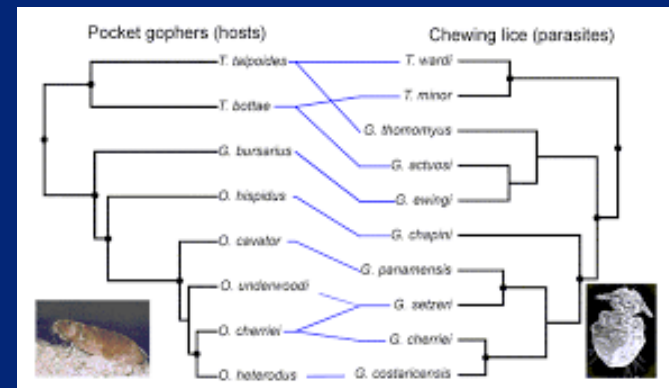 Pocket gophers (hosts)
Chewing lice (parasites)
T. talpoides
T. wardi
T. bottae
T. minor
G. thomomyus
G. bursarius
G. actuosi
O. hispidus
G. ewingi
G. chapini
O. cavator
G. panamensis
O. underwoodi
G. setzeri
O. cherriei
G. cherriei
O. heterodus
G. costaricensis